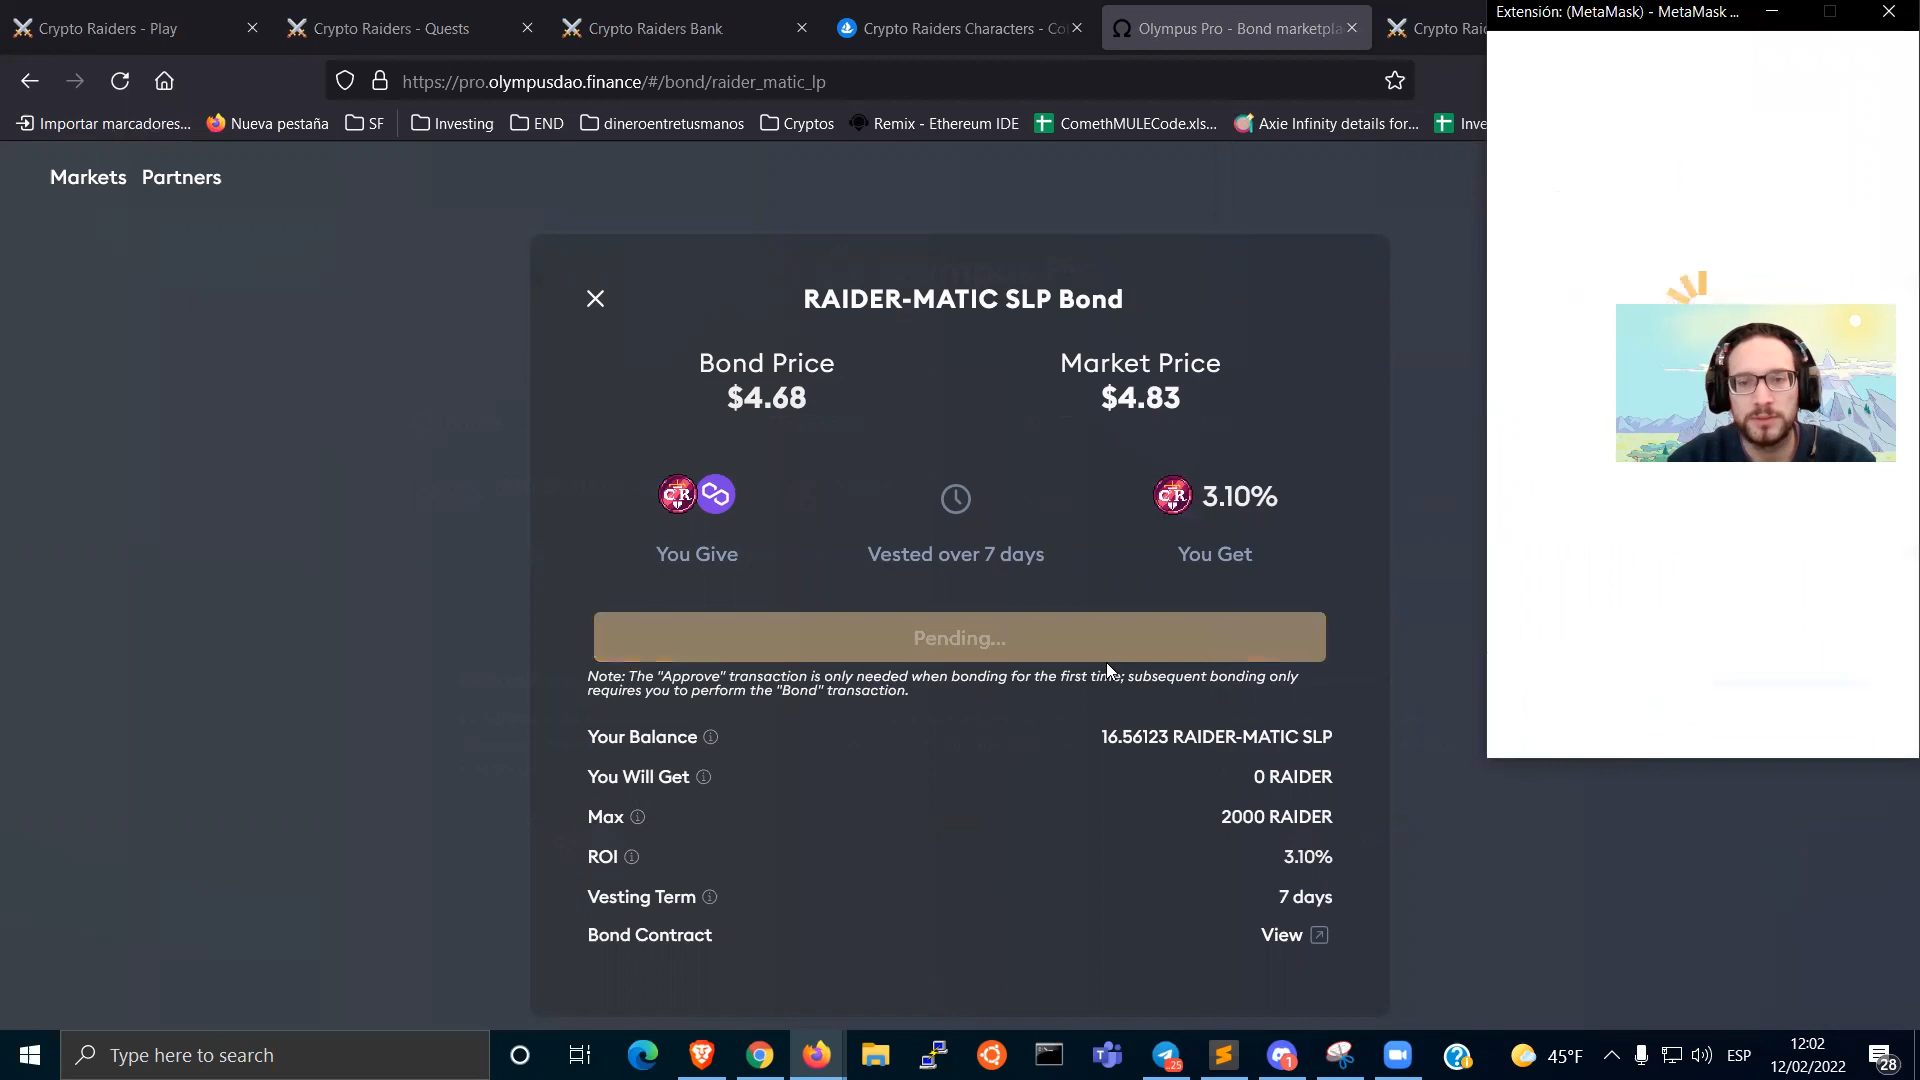 Crypto Raiders - Play
Crypto Raiders - Quests
Crypto Raiders Bank
Crypto Raiders Characters - Co
Olympus Pro - Bond marketpla
Crypto Rai
Extensión: (MetaMask) - MetaMask ...
https://pro.olympusdao.finance/#/bond/raider_matic_lp
Importar marcadores...
Nueva pestaña
SF
Investing
END
dineroentretusmanos
Cryptos
Remix - Ethereum IDE
ComethMULECode.xls...
Axie Infinity details for...
Inve
Markets
Partners
RAIDER-MATIC SLP Bond
Bond Price
$4.68
Market Price
$4.83
CR
CR
3.10%
You Give
Vested over 7 days
You Get
Pending...
Note: The "Approve" transaction is only needed when bonding for the first time; subsequent bonding only
requires you to perform the "Bond" transaction.
Your Balance
16.56123 RAIDER-MATIC SLP
You Will Get
0 RAIDER
Max
2000 RAIDER
ROI
3.10%
Vesting Term
7 days
Bond Contract
View
Type here to search
25
1
45°F
ESP
12:02
12/02/2022
28